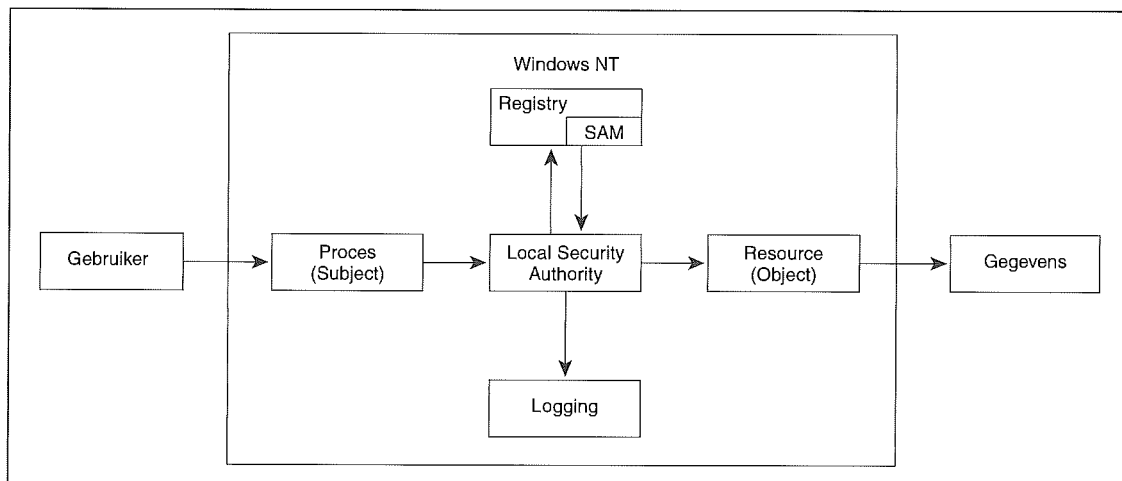 Windows NT
Registry
SAM
Gebruiker
Proces
(Subject)
Local Security
Authority
Resource
(Object)
Gegevens
Logging